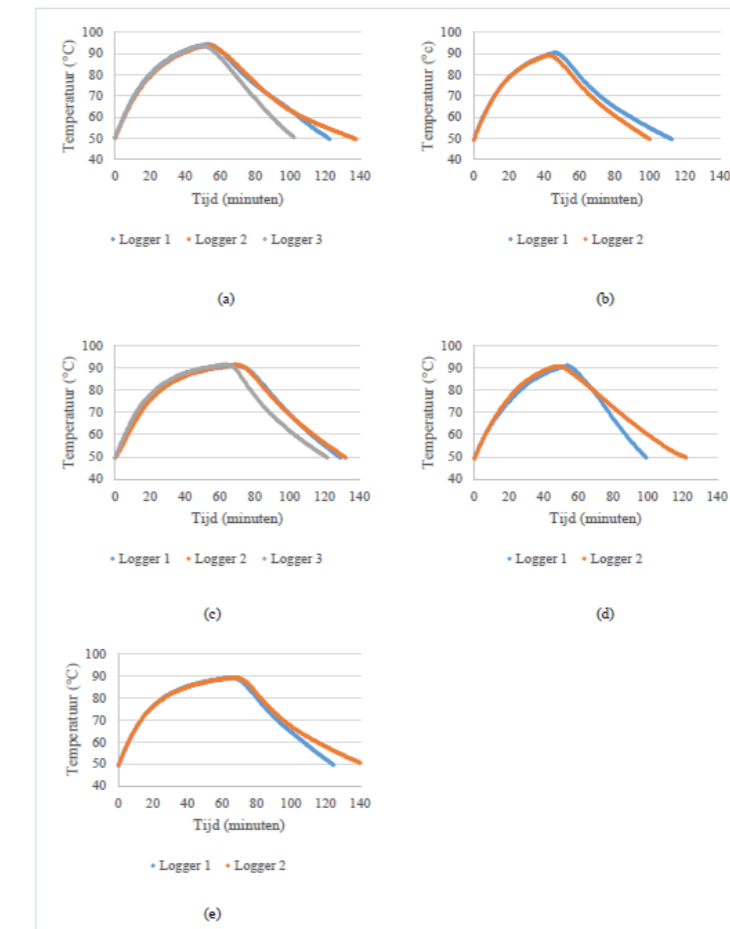 100
90
80
70
60
50
40
Temperatuur (°C)
0 20 40 60 80 100 120 140
Tijd (minuten)
Logger 1 Logger 2 Logger 3
(a)
100
90
80
70
60
50
40
Temperatuur (°c)
0 20 40 60 80 100 120 140
Tijd (minuten)
Logger 1 Logger 2
(b)
100
90
80
70
60
50
40
Temperatuur (°C)
0 20 40 60 80 100 120 140
Tijd (minuten)
Logger 1 Logger 2 Logger 3
(c)
100
90
80
70
60
50
40
Temperatuur (°C)
0 20 40 60 80 100 120 140
Tijd (minuten)
Logger 1 Logger 2
(d)
100
90
80
70
60
50
40
Temperatuur (°C)
0 20 40 60 80 100 120 140
Tijd (minuten)
Logger 1 Logger 2
(e)